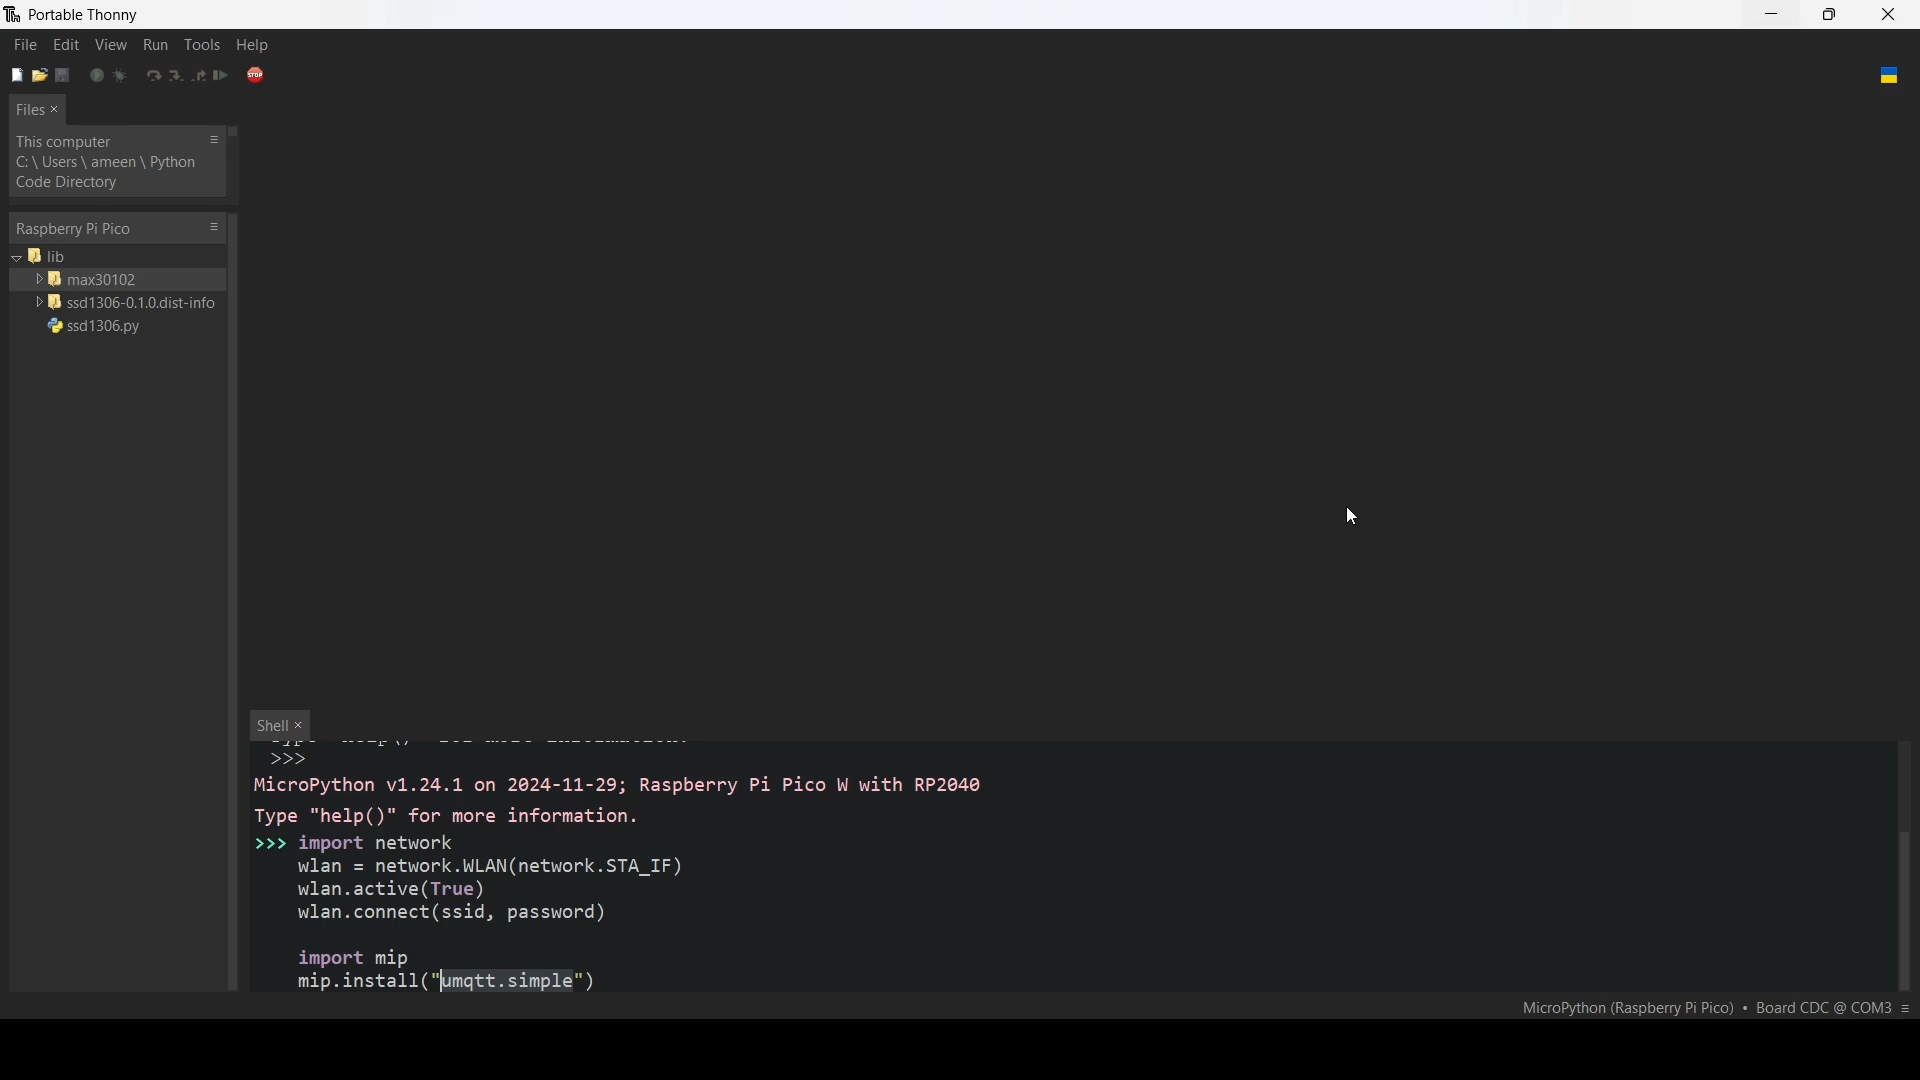 Portable Thonny
File Edit View Run Tools Help
STOP
Files ×
This computer
C: \ Users \ ameen \ Python
Code Directory
Raspberry Pi Pico
lib
max30102
ssd1306-0.1.0.dist-info
ssd1306.py
Shell ×
>>>
MicroPython v1.24.1 on 2024-11-29; Raspberry Pi Pico W with RP2040
Type "help()" for more information.
>>> import network
wlan = network.WLAN(network.STA_IF)
wlan.active(True)
wlan.connect(ssid, password)
import mip
mip.install("umqtt.simple")
MicroPython (Raspberry Pi Pico) • Board CDC @ COM3 ≡